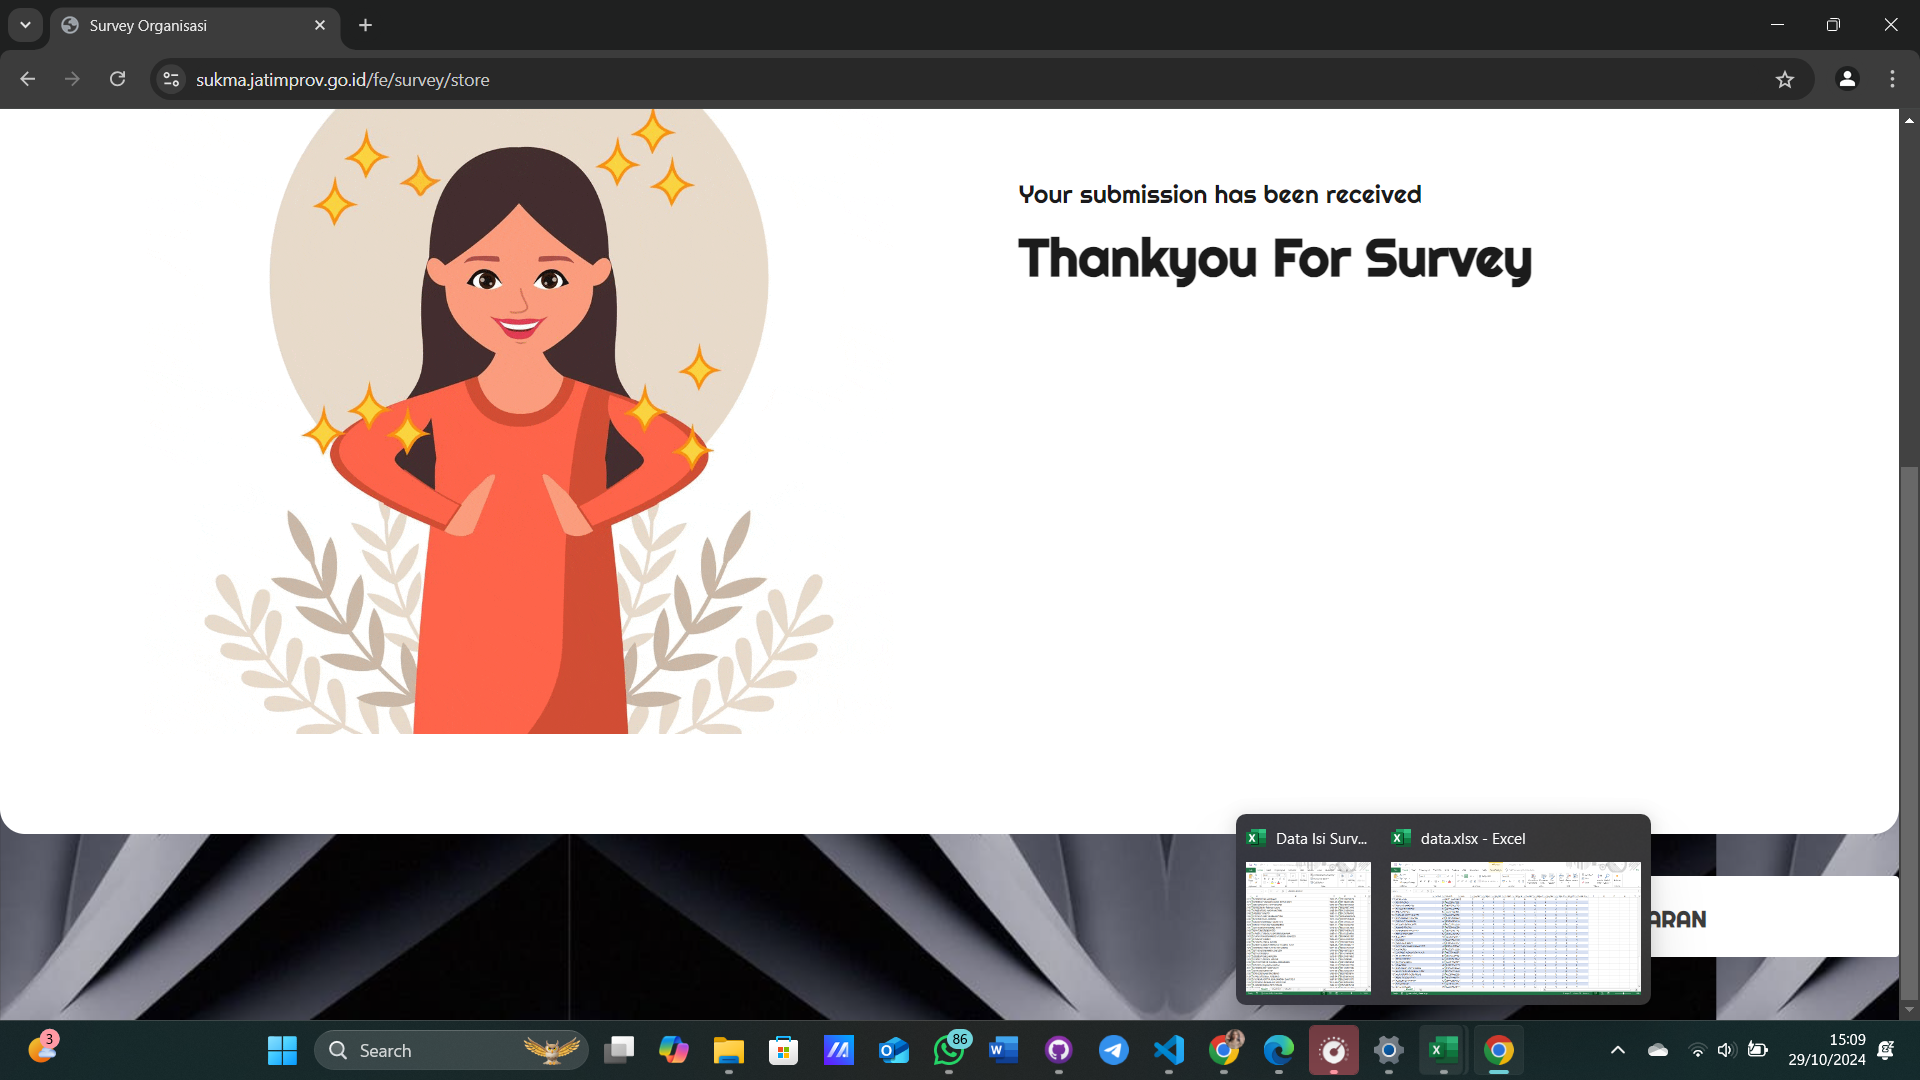 Survey Organisasi
sukma.jatimprov.go.id/fe/survey/store
Your submission has been received
Thankyou For Survey
Data Isi Surv...
data.xlsx - Excel
ARAN
3
Search
86
15:09
29/10/2024